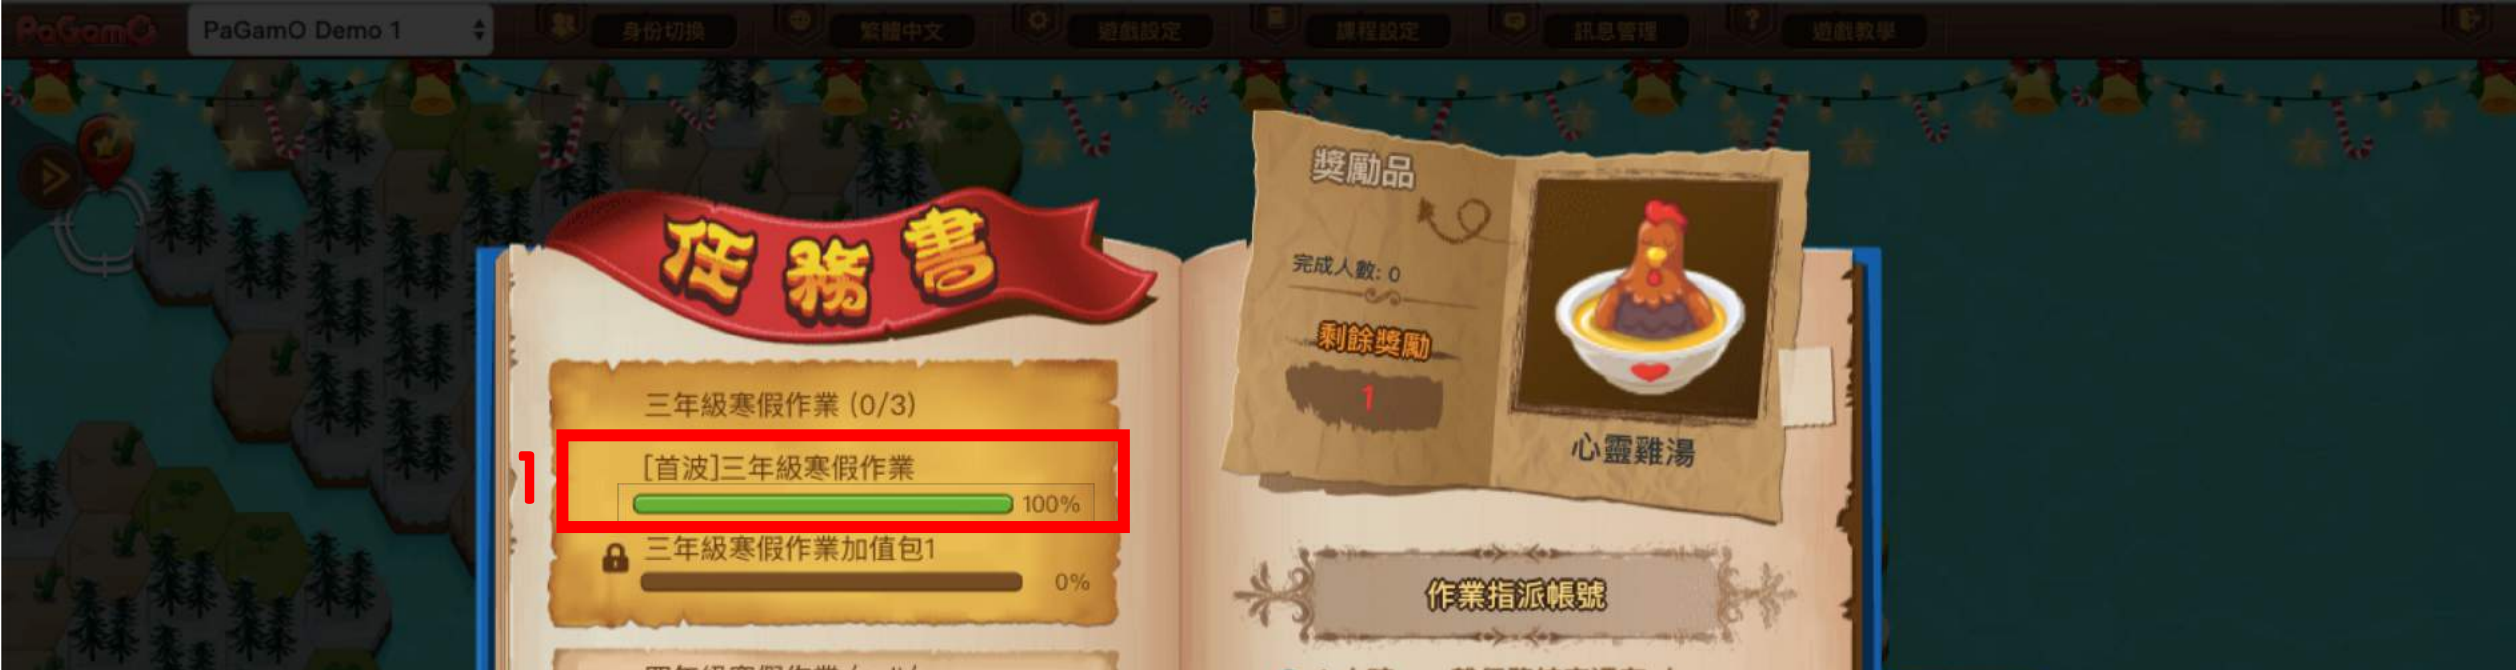 PaGamO
PaGamO Demo 1
身份切換
繁體中文
遊戲設定
課程設定
訊息管理
?
遊戲教學
任務書
三年級寒假作業 (0/3)
1
[首波]三年級寒假作業
100%
三年級寒假作業加值包1
0%
獎勵品
完成人數: 0
剩餘獎勵
1
心靈雞湯
作業指派帳號